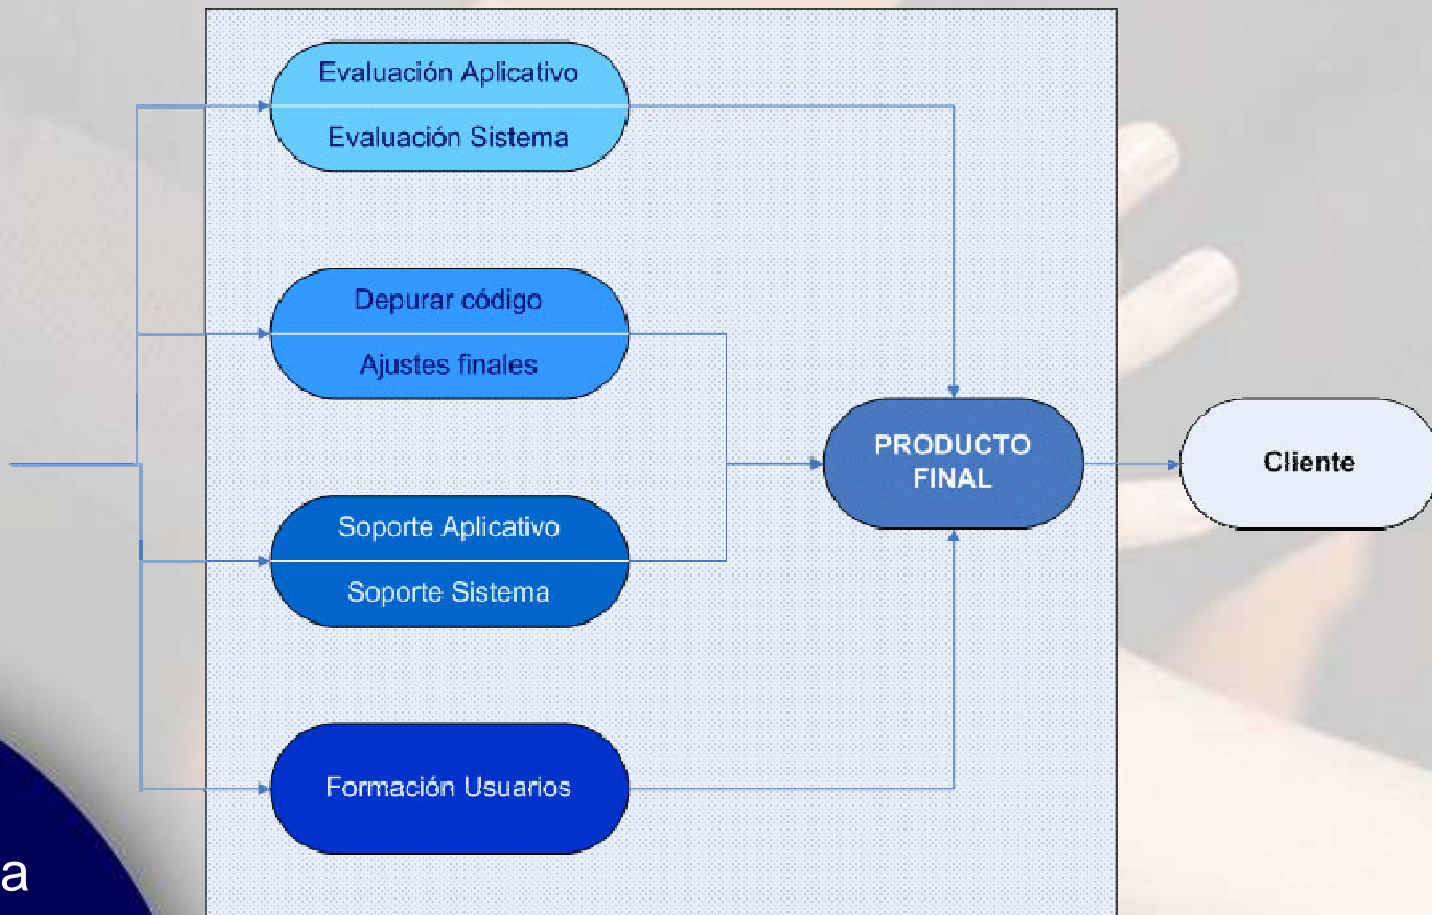 Evaluación Aplicativo
Evaluación Sistema
Depurar código
Ajustes finales
PRODUCTO
FINAL
Cliente
Soporte Aplicativo
Soporte Sistema
Formación Usuarios
a